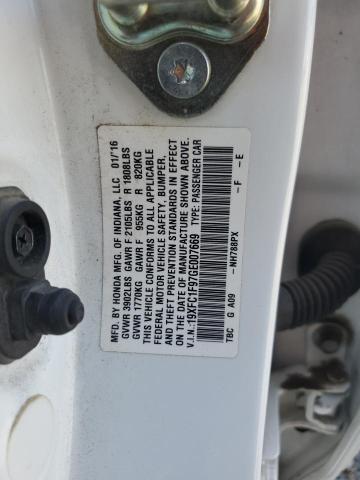 MFD. BY HONDA MFG. OF INDIANA, LLC 01/16
GVWR 3902LBS GAWR F 2105LBS R 1808LBS
GVWR 1770KG GAWR F 955KG R 820KG
THIS VEHICLE CONFORMS TO ALL APPLICABLE
FEDERAL MOTOR VEHICLE SAFETY, BUMPER,
AND THEFT PREVENTION STANDARDS IN EFFECT
ON THE DATE OF MANUFACTURE SHOWN ABOVE.
V.I.N.: 19XFC1F97GE007669 TYPE: PASSENGER CAR
- NH788PX - F - E
TBC G A09